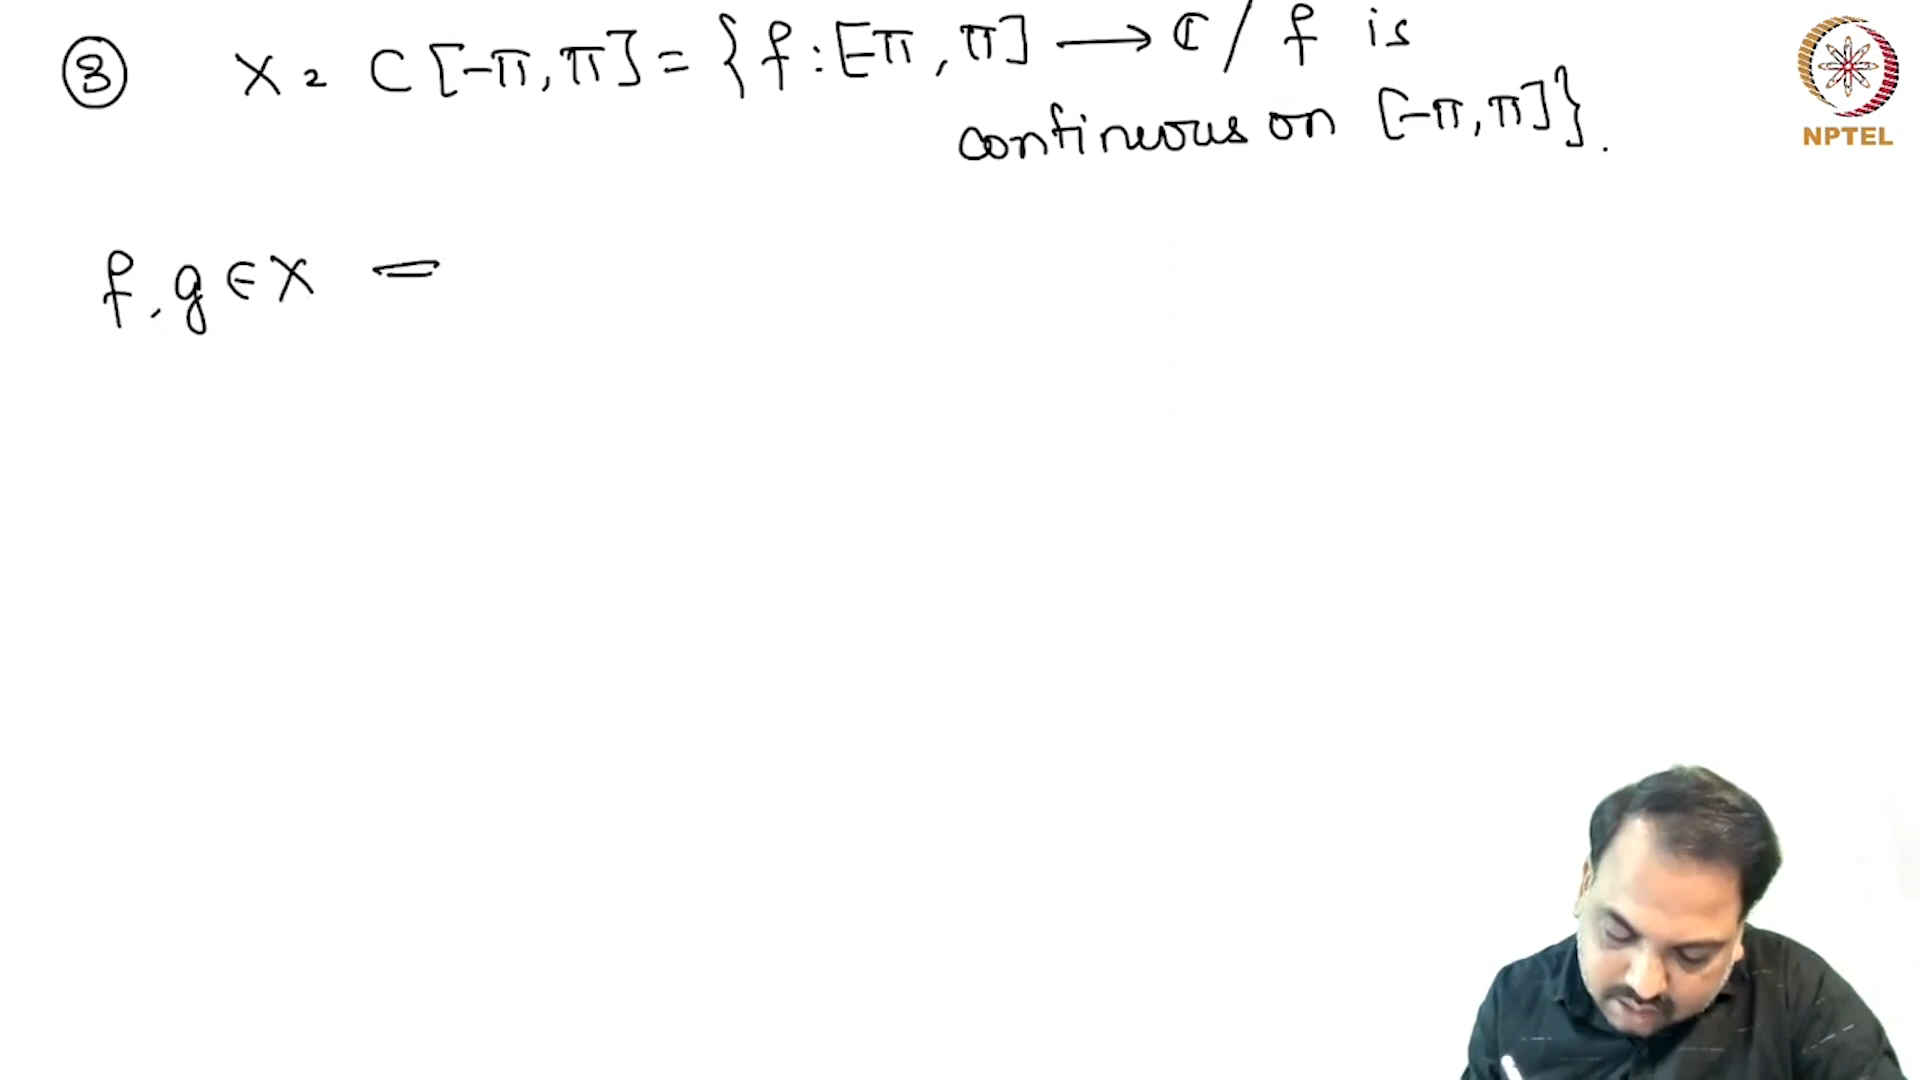 ③ X = C[-π, π] = {f : [π, π] ⟶ ℂ / f is
continuous on [-π, π]}.
f, g ∈ X =
NPTEL